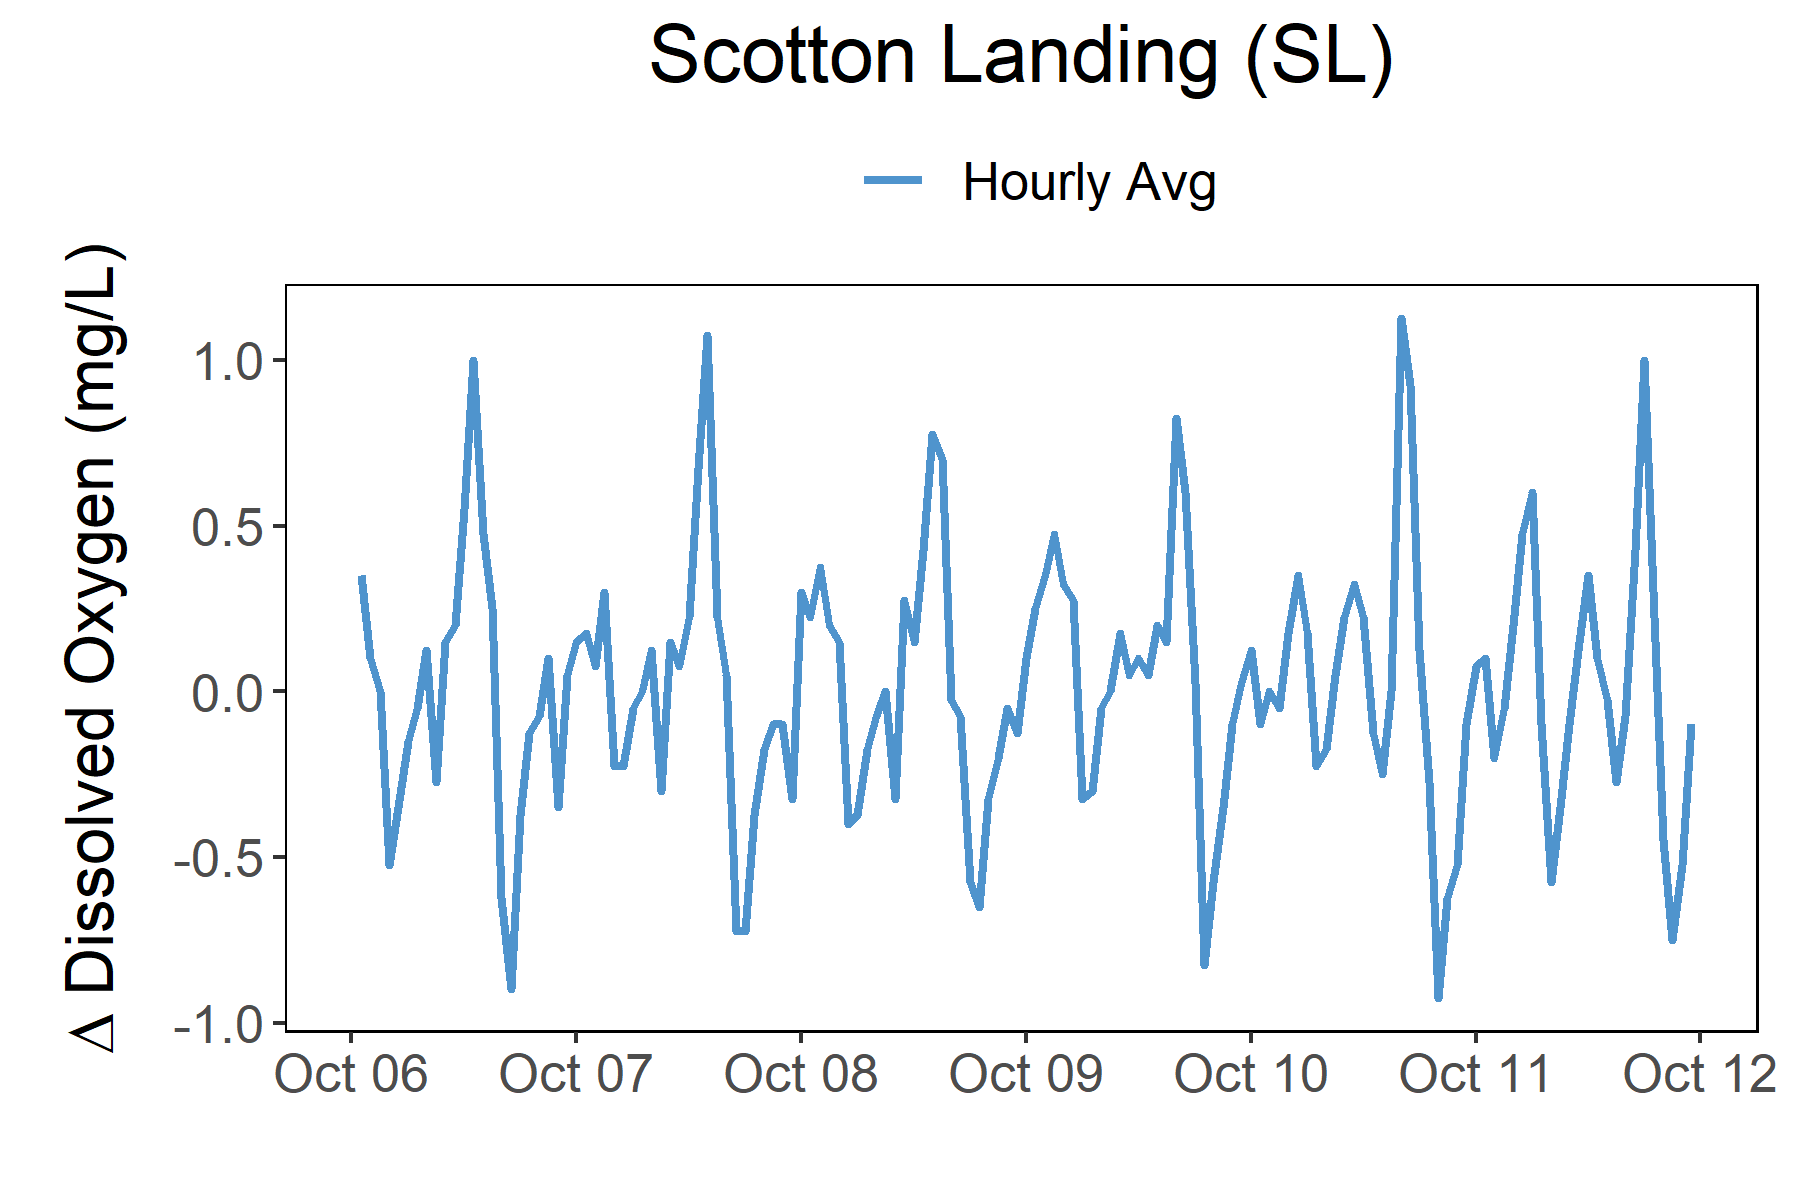 Scotton Landing (SL)
Hourly Avg
Δ Dissolved Oxygen (mg/L)
1.0
0.5
0.0
-0.5
-1.0
Oct 06 Oct 07 Oct 08 Oct 09 Oct 10 Oct 11 Oct 12